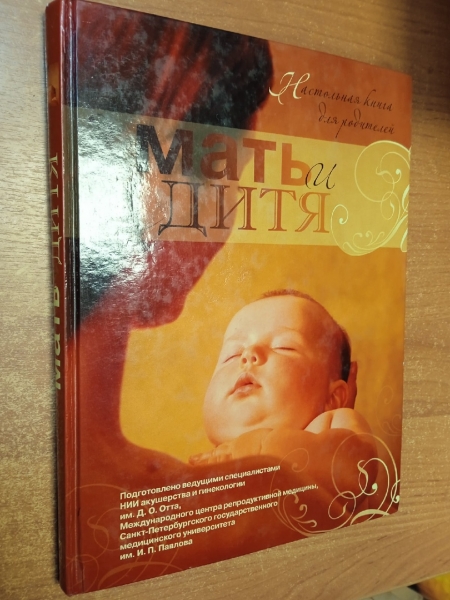 Настольная книга
для родителей
мать
и
дитя
Подготовлено ведущими специалистами
НИИ акушерства и гинекологии
им. Д. О. Отта,
Международного центра репродуктивной медицины,
Санкт-Петербургского государственного
медицинского университета
им. И. П. Павлова
мать и дитя